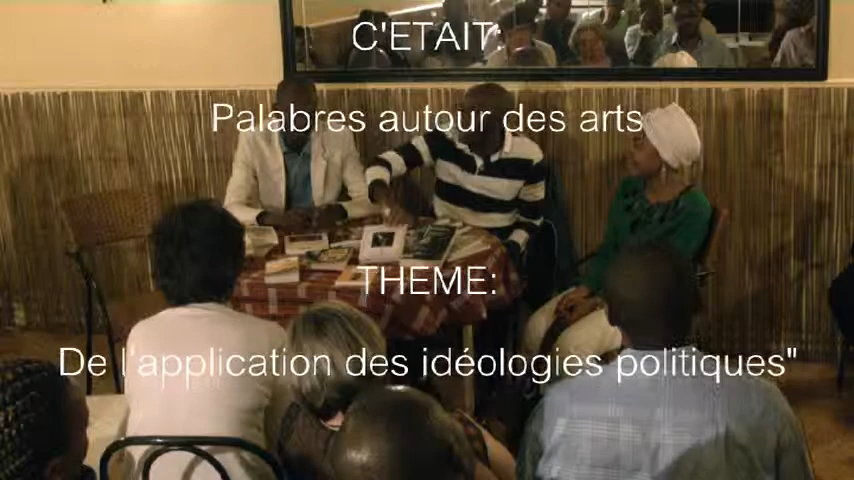 C'ETAIT:
Palabres autour des arts
THEME:
De l'application des idéologies politiques"